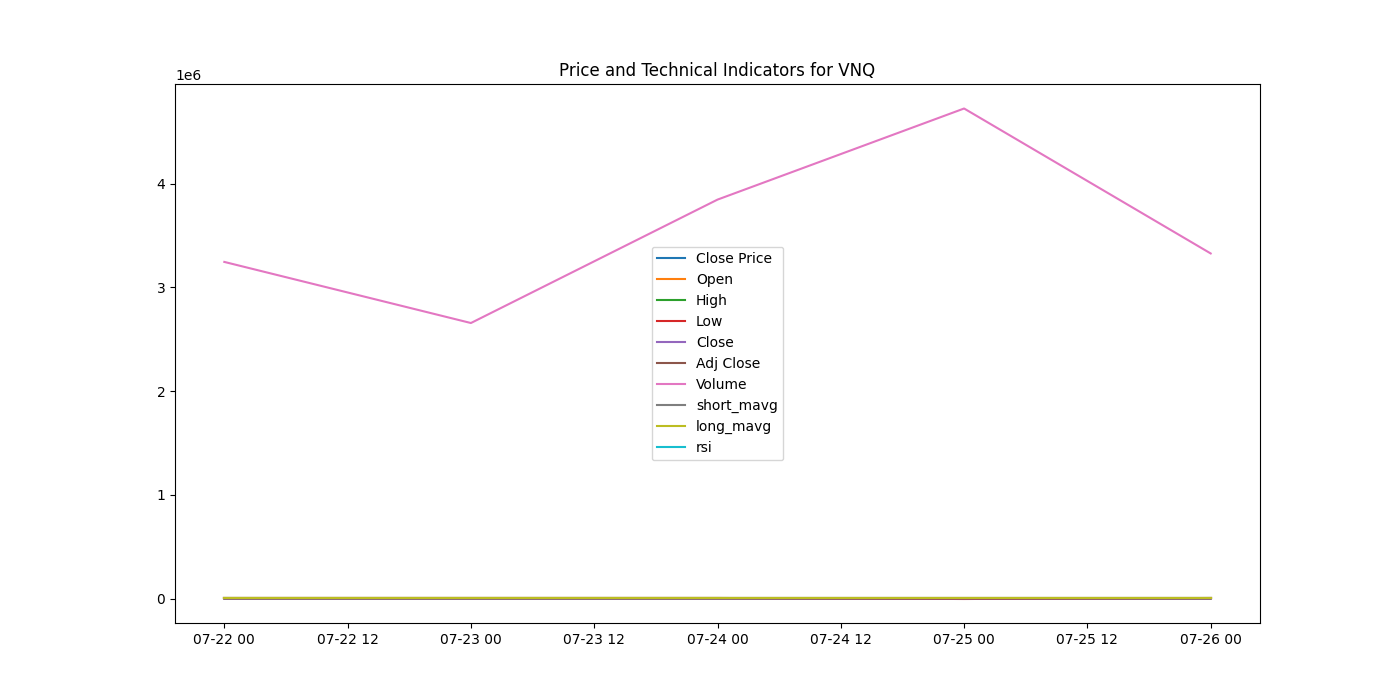 Price and Technical Indicators for VNQ
1e6
4
3
2
1
0
Close Price
Open
High
Low
Close
Adj Close
Volume
short_mavg
long_mavg
rsi
07-22 00 07-22 12 07-23 00 07-23 12 07-24 00 07-24 12 07-25 00 07-25 12 07-26 00